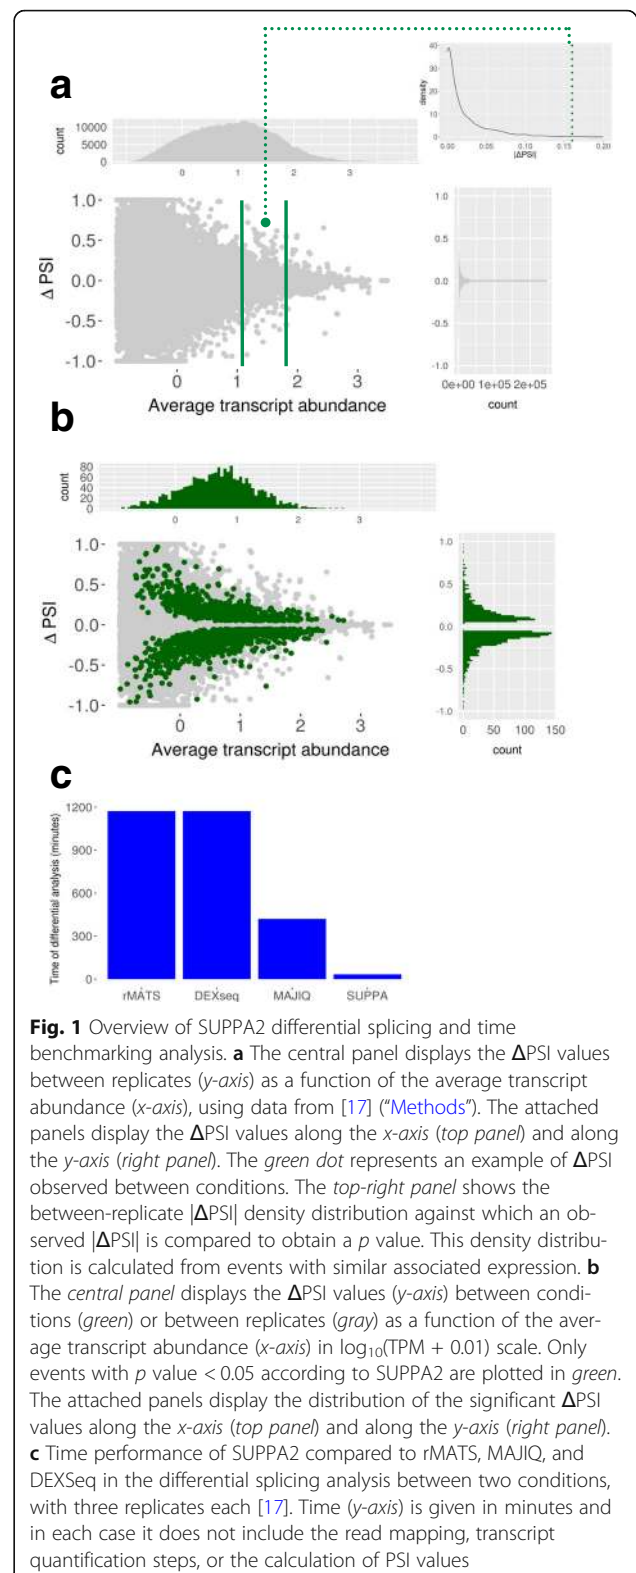 a
40
30
20
10
0
density
0.00 0.05 0.10 0.15 0.20
|ΔPSI|
10000
5000
0
count
0 1 2 3
1.0
0.5
0.0
-0.5
-1.0
Δ PSI
0 1 2 3
Average transcript abundance
1.0
0.5
0.0
-0.5
-1.0
0e+00 1e+05 2e+05
count
b
80
60
40
20
0
count
0 1 2 3
1.0
0.5
0.0
-0.5
-1.0
Δ PSI
0 1 2 3
Average transcript abundance
1.0
0.5
0.0
-0.5
-1.0
0 50 100 150
count
c
1200
900
600
300
0
Time of differential analysis (minutes)
rMATS DEXseq MAJIQ SUPPA
Fig. 1 Overview of SUPPA2 differential splicing and time
benchmarking analysis. a The central panel displays the ΔPSI values
between replicates (y-axis) as a function of the average transcript
abundance (x-axis), using data from [17] (“Methods”). The attached
panels display the ΔPSI values along the x-axis (top panel) and along
the y-axis (right panel). The green dot represents an example of ΔPSI
observed between conditions. The top-right panel shows the
between-replicate |ΔPSI| density distribution against which an ob-
served |ΔPSI| is compared to obtain a p value. This density distribu-
tion is calculated from events with similar associated expression. b
The central panel displays the ΔPSI values (y-axis) between condi-
tions (green) or between replicates (gray) as a function of the aver-
age transcript abundance (x-axis) in log10(TPM + 0.01) scale. Only
events with p value < 0.05 according to SUPPA2 are plotted in green.
The attached panels display the distribution of the significant ΔPSI
values along the x-axis (top panel) and along the y-axis (right panel).
c Time performance of SUPPA2 compared to rMATS, MAJIQ, and
DEXSeq in the differential splicing analysis between two conditions,
with three replicates each [17]. Time (y-axis) is given in minutes and
in each case it does not include the read mapping, transcript
quantification steps, or the calculation of PSI values